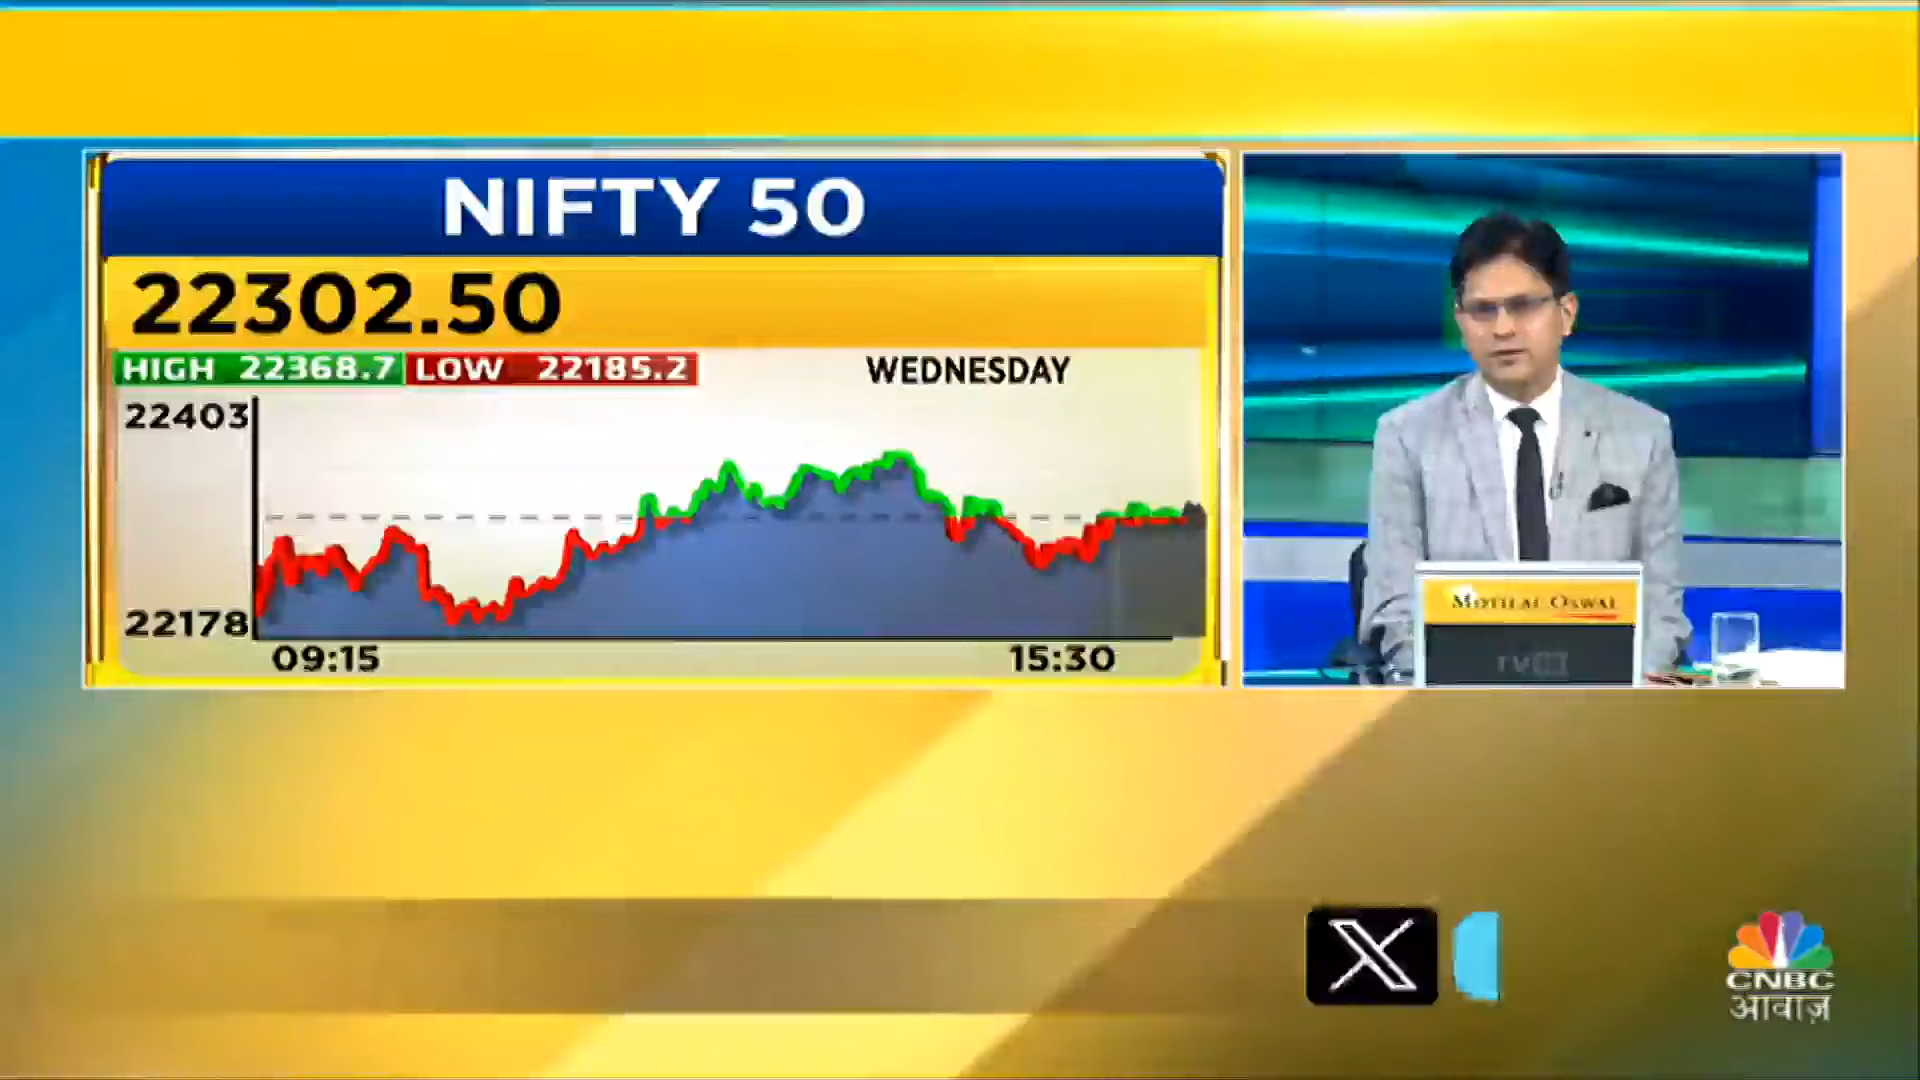 NIFTY 50
22302.50
HIGH 22368.7 LOW 22185.2
WEDNESDAY
22403
22178
09:15
15:30
MOTILAL OSWAL
X
CNBC
आवाज़